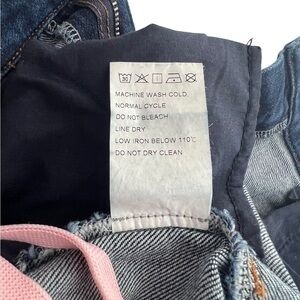 MACHINE WASH COLD
NORMAL CYCLE
DO NOT BLEACH
LINE DRY
LOW IRON BELOW 110℃
DO NOT DRY CLEAN